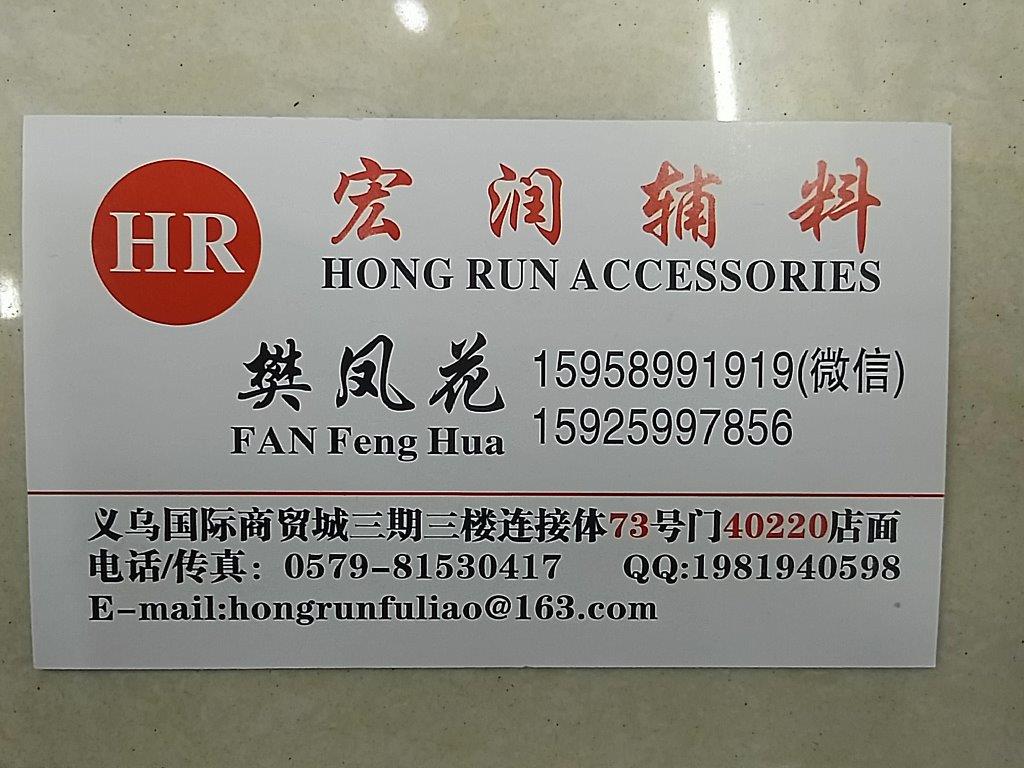 HR
宏润辅料
HONG RUN ACCESSORIES
樊凤花
FAN Feng Hua
15958991919(微信)
15925997856
义乌国际商贸城三期三楼连接体73号门40220店面
电话/传真：0579-81530417 QQ:1981940598
E-mail:hongrunfuliao@163.com